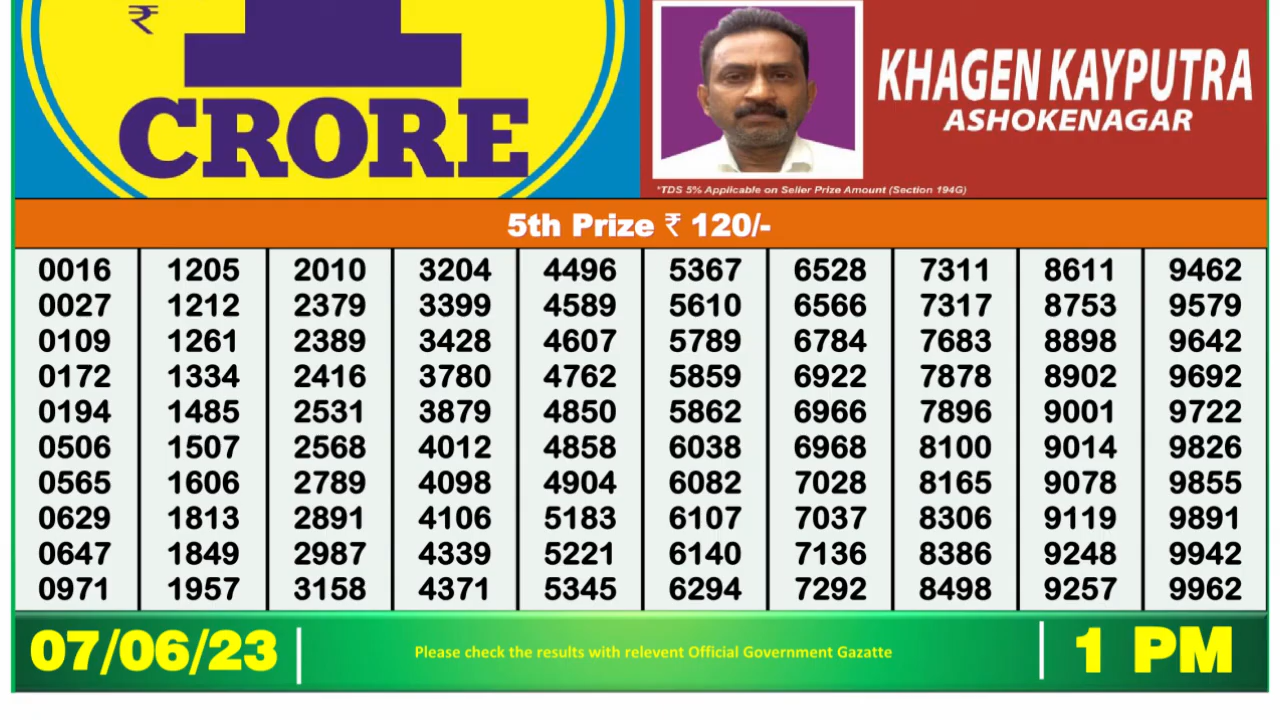 ₹
1
CRORE
KHAGEN KAYPUTRA
ASHOKENAGAR
*TDS 5% Applicable on Seller Prize Amount (Section 194G)
5th Prize ₹ 120/-
0016 1205 2010 3204 4496 5367 6528 7311 8611 9462
0027 1212 2379 3399 4589 5610 6566 7317 8753 9579
0109 1261 2389 3428 4607 5789 6784 7683 8898 9642
0172 1334 2416 3780 4762 5859 6922 7878 8902 9692
0194 1485 2531 3879 4850 5862 6966 7896 9001 9722
0506 1507 2568 4012 4858 6038 6968 8100 9014 9826
0565 1606 2789 4098 4904 6082 7028 8165 9078 9855
0629 1813 2891 4106 5183 6107 7037 8306 9119 9891
0647 1849 2987 4339 5221 6140 7136 8386 9248 9942
0971 1957 3158 4371 5345 6294 7292 8498 9257 9962
07/06/23
Please check the results with relevent Official Government Gazatte
1 PM